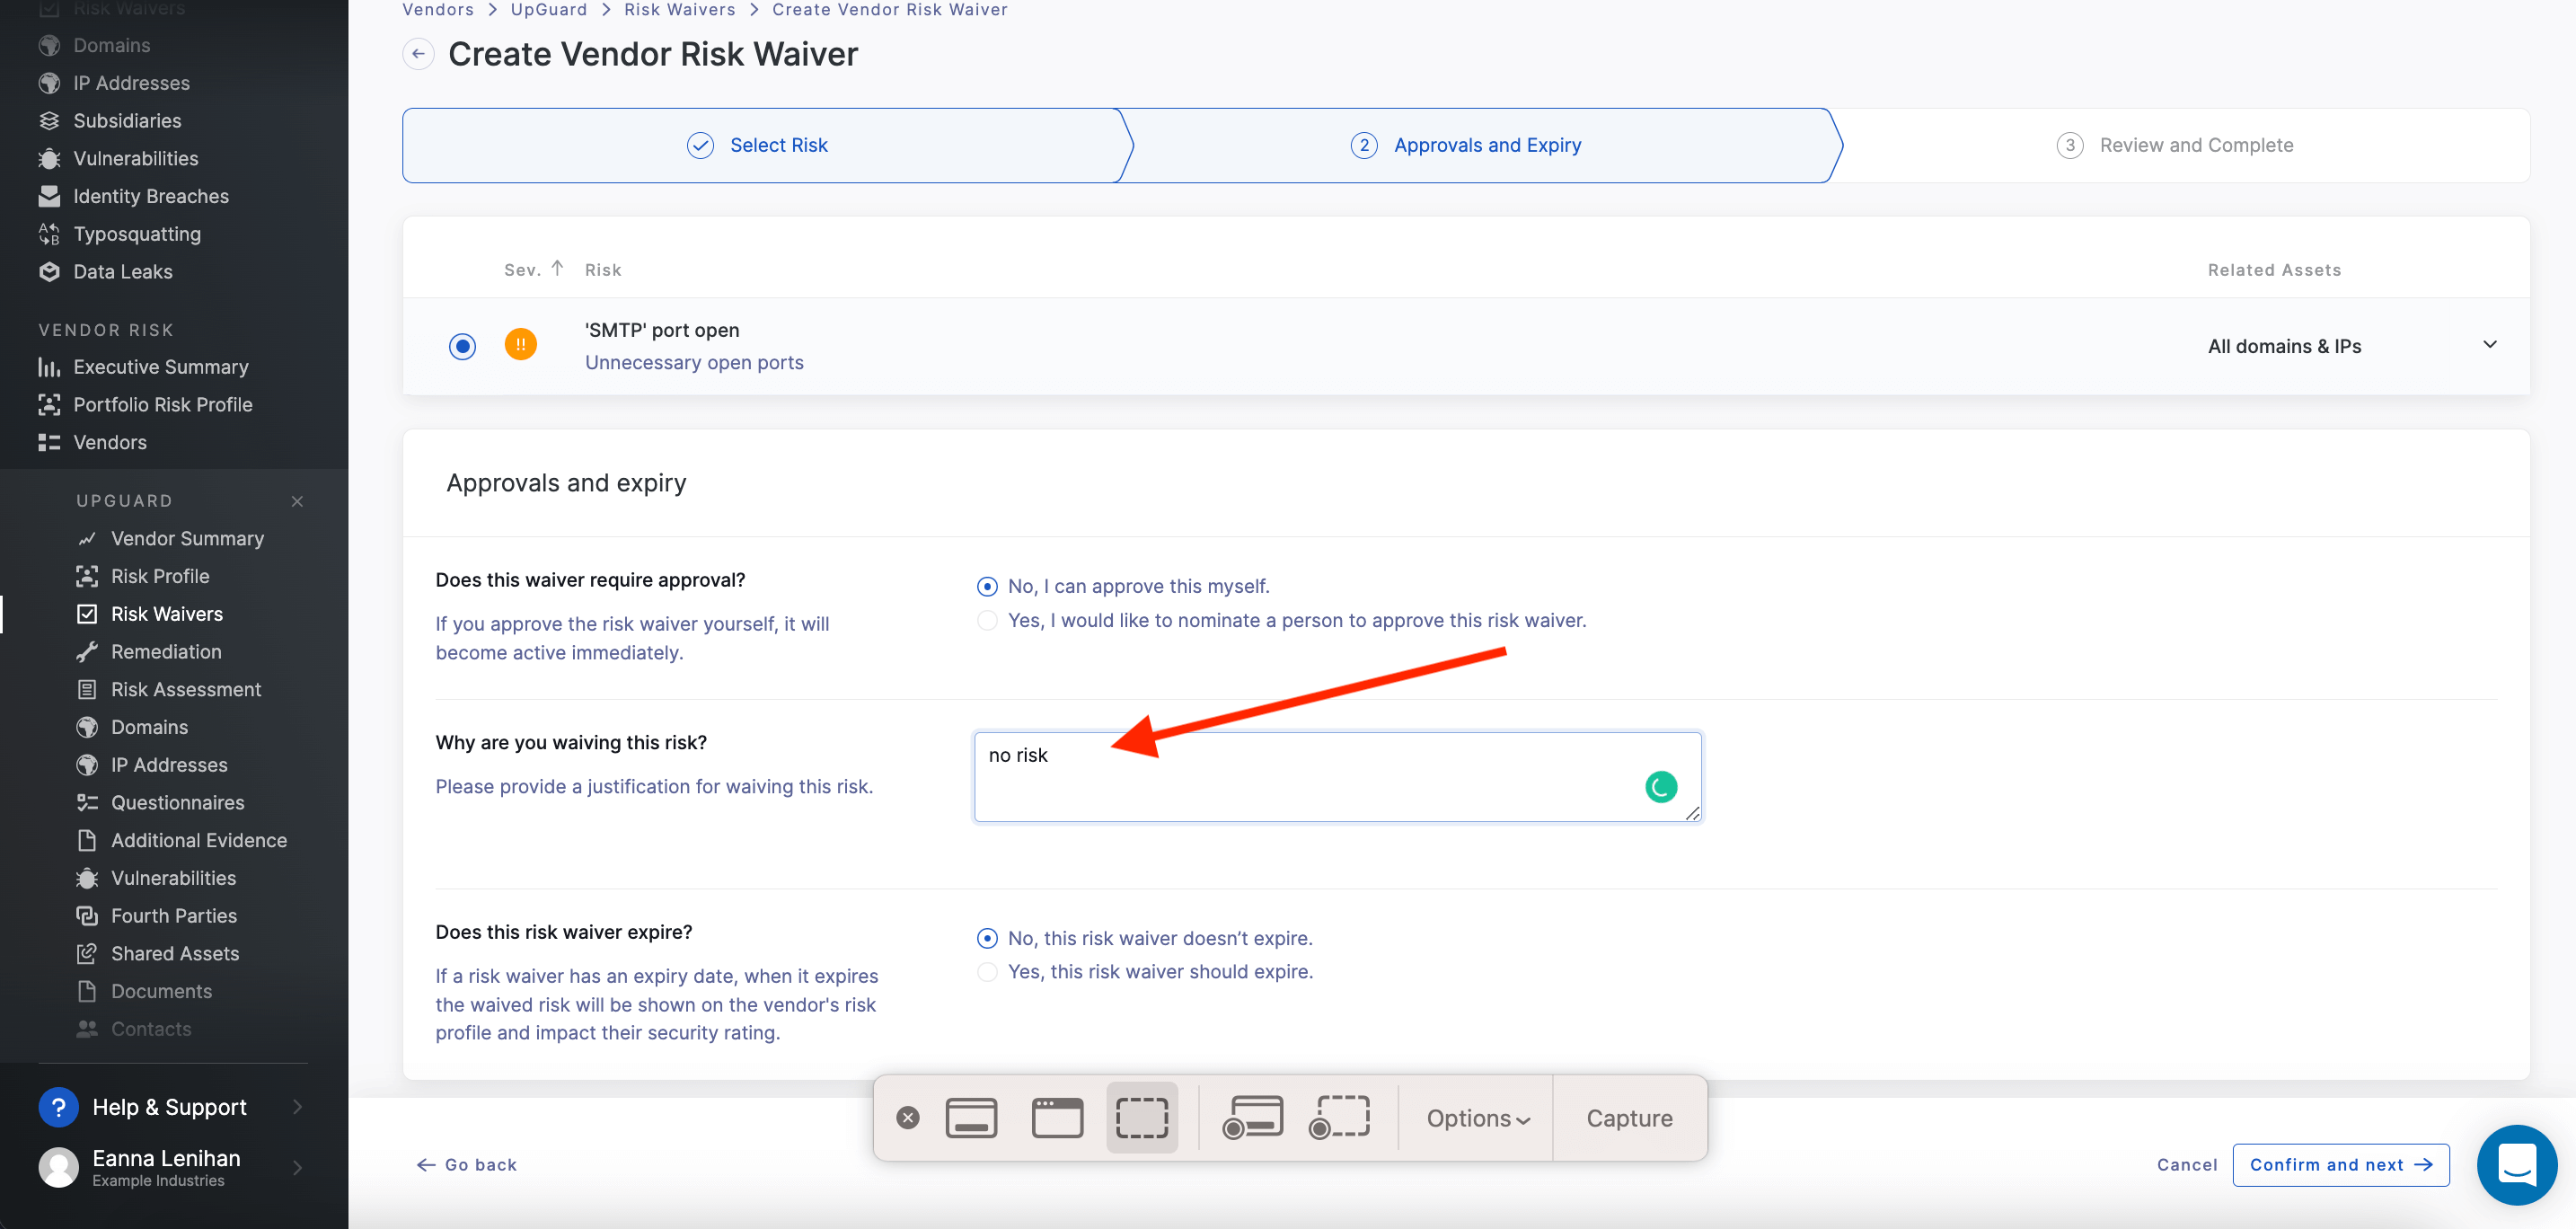 Risk Waivers
Domains
IP Addresses
Subsidiaries
Vulnerabilities
Identity Breaches
Typosquatting
Data Leaks
VENDOR RISK
Executive Summary
Portfolio Risk Profile
Vendors
UPGUARD
Vendor Summary
Risk Profile
Risk Waivers
Remediation
Risk Assessment
Domains
IP Addresses
Questionnaires
Additional Evidence
Vulnerabilities
Fourth Parties
Shared Assets
Documents
Contacts
? Help & Support
Eanna Lenihan
Example Industries
Vendors > UpGuard > Risk Waivers > Create Vendor Risk Waiver
← Create Vendor Risk Waiver
Select Risk
2 Approvals and Expiry
3 Review and Complete
Sev. ↑ Risk Related Assets
!! 'SMTP' port open
Unnecessary open ports
All domains & IPs
Approvals and expiry
Does this waiver require approval?
If you approve the risk waiver yourself, it will
become active immediately.
No, I can approve this myself.
Yes, I would like to nominate a person to approve this risk waiver.
Why are you waiving this risk?
Please provide a justification for waiving this risk.
no risk
Does this risk waiver expire?
If a risk waiver has an expiry date, when it expires
the waived risk will be shown on the vendor's risk
profile and impact their security rating.
No, this risk waiver doesn’t expire.
Yes, this risk waiver should expire.
Options
Capture
← Go back
Cancel
Confirm and next →